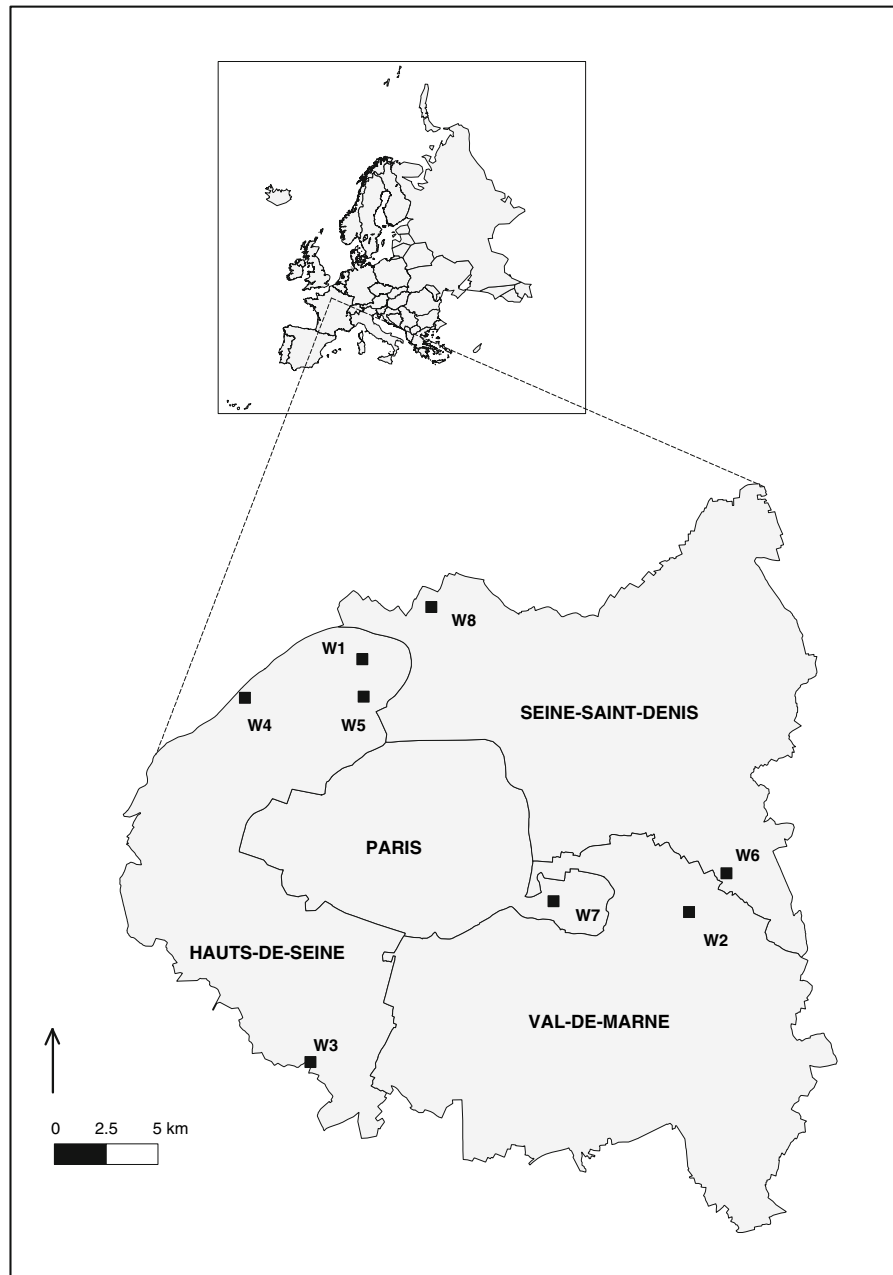 W8
W1
W4
W5
SEINE-SAINT-DENIS
PARIS
W6
W7
W2
HAUTS-DE-SEINE
VAL-DE-MARNE
W3
0 2.5 5 km